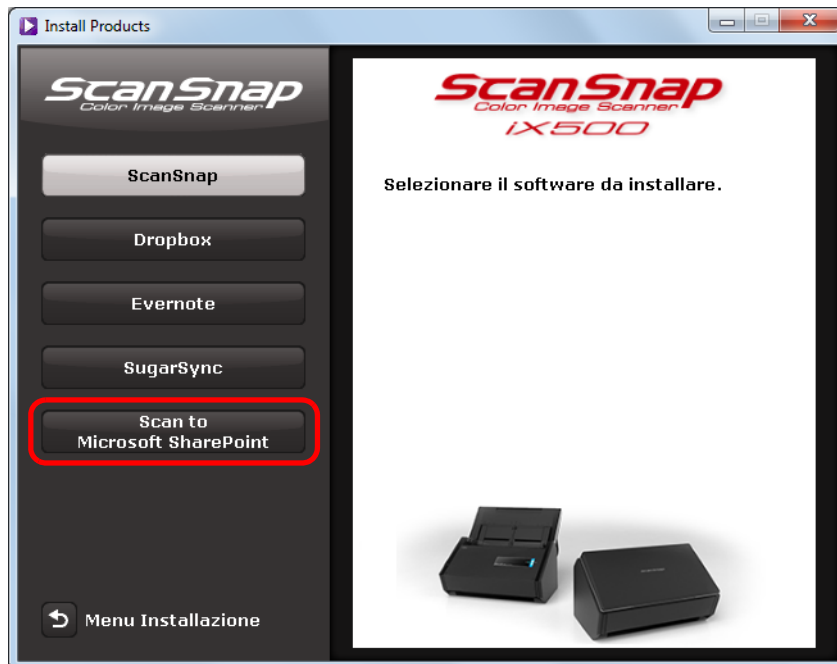 Install Products
ScanSnap
Color Image Scanner
ScanSnap
Dropbox
Evernote
SugarSync
Scan to
Microsoft SharePoint
Menu Installazione
ScanSnap
Color Image Scanner
iX500
Selezionare il software da installare.